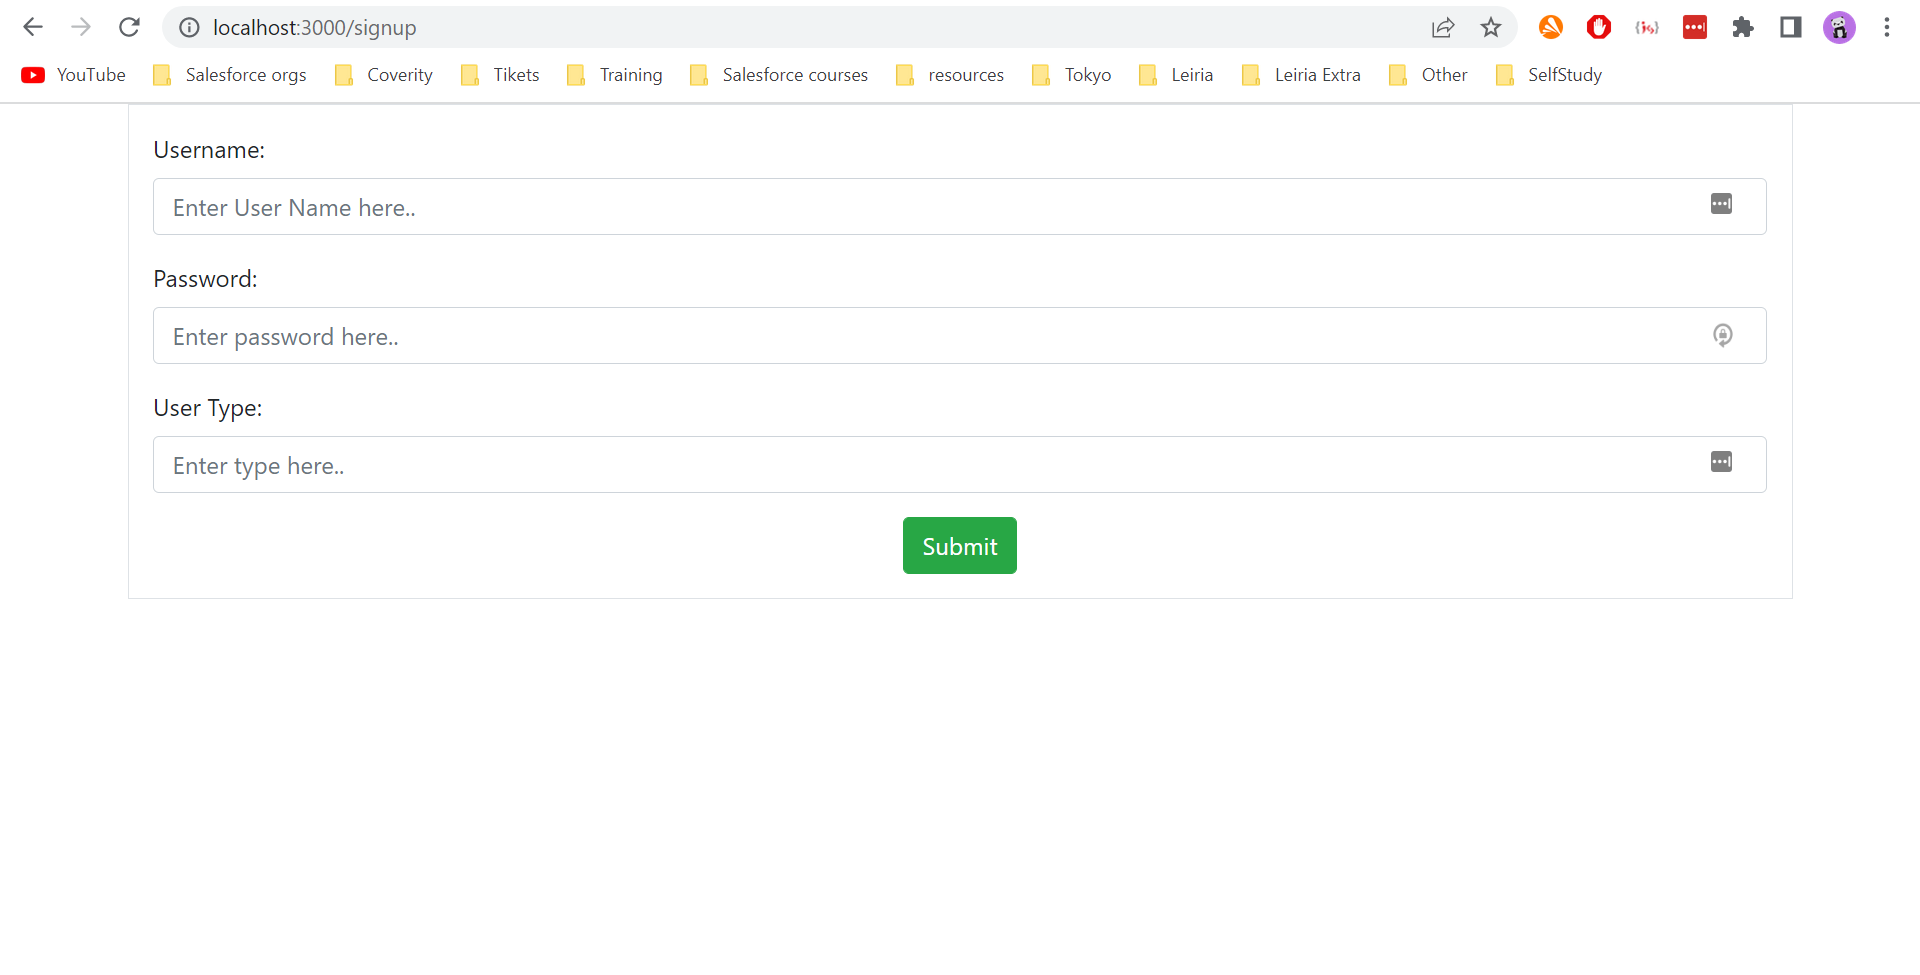 localhost:3000/signup
YouTube Salesforce orgs Coverity Tikets Training Salesforce courses resources Tokyo Leiria Leiria Extra Other SelfStudy
Username:
Enter User Name here..
Password:
Enter password here..
User Type:
Enter type here..
Submit